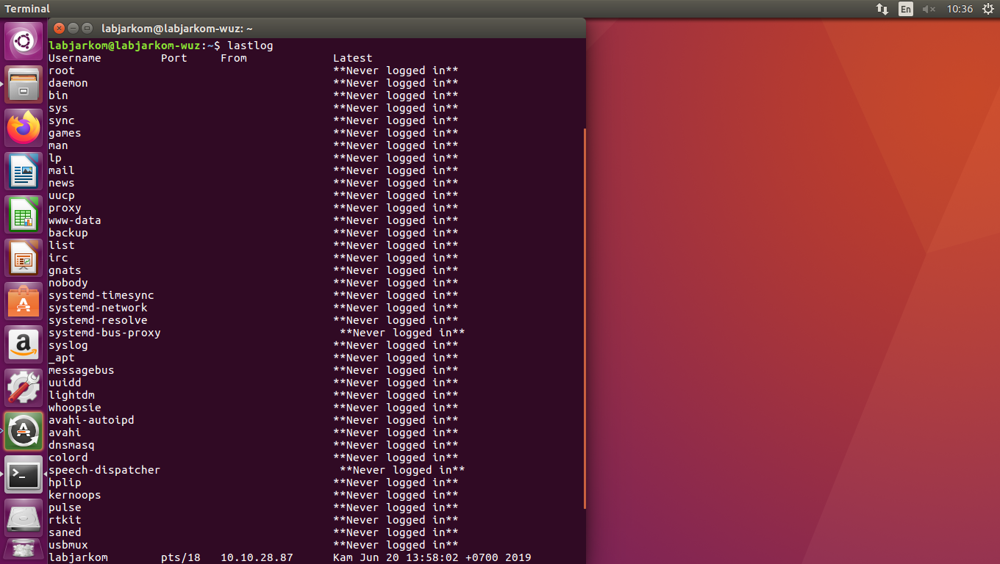 Terminal
En
10:36
labjarkom@labjarkom-wuz: ~
labjarkom@labjarkom-wuz:~$ lastlog
Username         Port     From             Latest
root                                       **Never logged in**
daemon                                     **Never logged in**
bin                                        **Never logged in**
sys                                        **Never logged in**
sync                                       **Never logged in**
games                                      **Never logged in**
man                                        **Never logged in**
lp                                         **Never logged in**
mail                                       **Never logged in**
news                                       **Never logged in**
uucp                                       **Never logged in**
proxy                                      **Never logged in**
www-data                                   **Never logged in**
backup                                     **Never logged in**
list                                       **Never logged in**
irc                                        **Never logged in**
gnats                                      **Never logged in**
nobody                                     **Never logged in**
systemd-timesync                           **Never logged in**
systemd-network                            **Never logged in**
systemd-resolve                            **Never logged in**
systemd-bus-proxy                           **Never logged in**
syslog                                     **Never logged in**
_apt                                       **Never logged in**
messagebus                                 **Never logged in**
uuidd                                      **Never logged in**
lightdm                                    **Never logged in**
whoopsie                                   **Never logged in**
avahi-autoipd                              **Never logged in**
avahi                                      **Never logged in**
dnsmasq                                    **Never logged in**
colord                                     **Never logged in**
speech-dispatcher                           **Never logged in**
hplip                                      **Never logged in**
kernoops                                   **Never logged in**
pulse                                      **Never logged in**
rtkit                                      **Never logged in**
saned                                      **Never logged in**
usbmux                                     **Never logged in**
labjarkom        pts/18   10.10.28.87      Kam Jun 20 13:58:02 +0700 2019